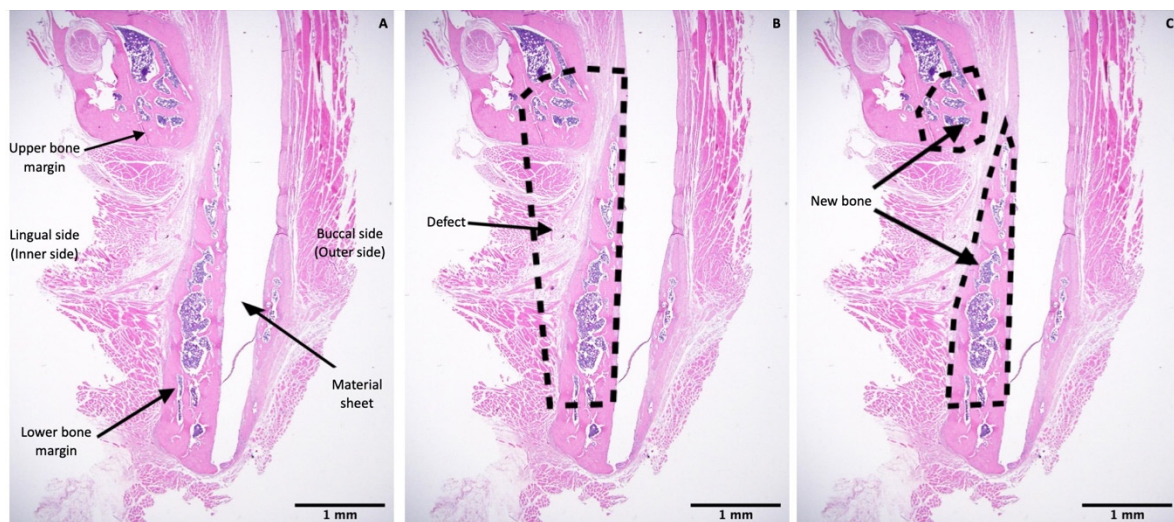 A
Upper bone
margin
Lingual side
(Inner side)
Buccal side
(Outer side)
Material
sheet
Lower bone
margin
1 mm
B
Defect
1 mm
C
New bone
1 mm